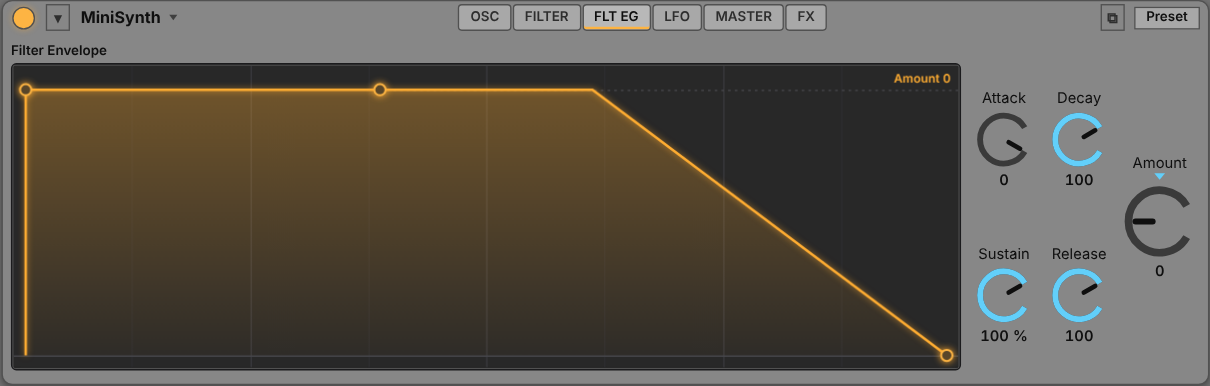 MiniSynth
OSC FILTER FLT EG LFO MASTER FX
Preset
Filter Envelope
Amount 0
Attack Decay
0 100
Amount
0
Sustain Release
100 % 100